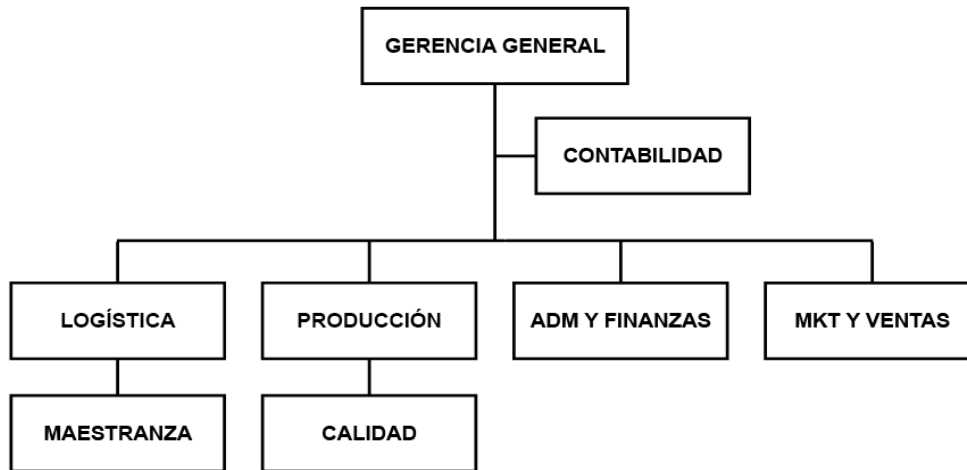 GERENCIA GENERAL
CONTABILIDAD
LOGÍSTICA
PRODUCCIÓN
ADM Y FINANZAS
MKT Y VENTAS
MAESTRANZA
CALIDAD